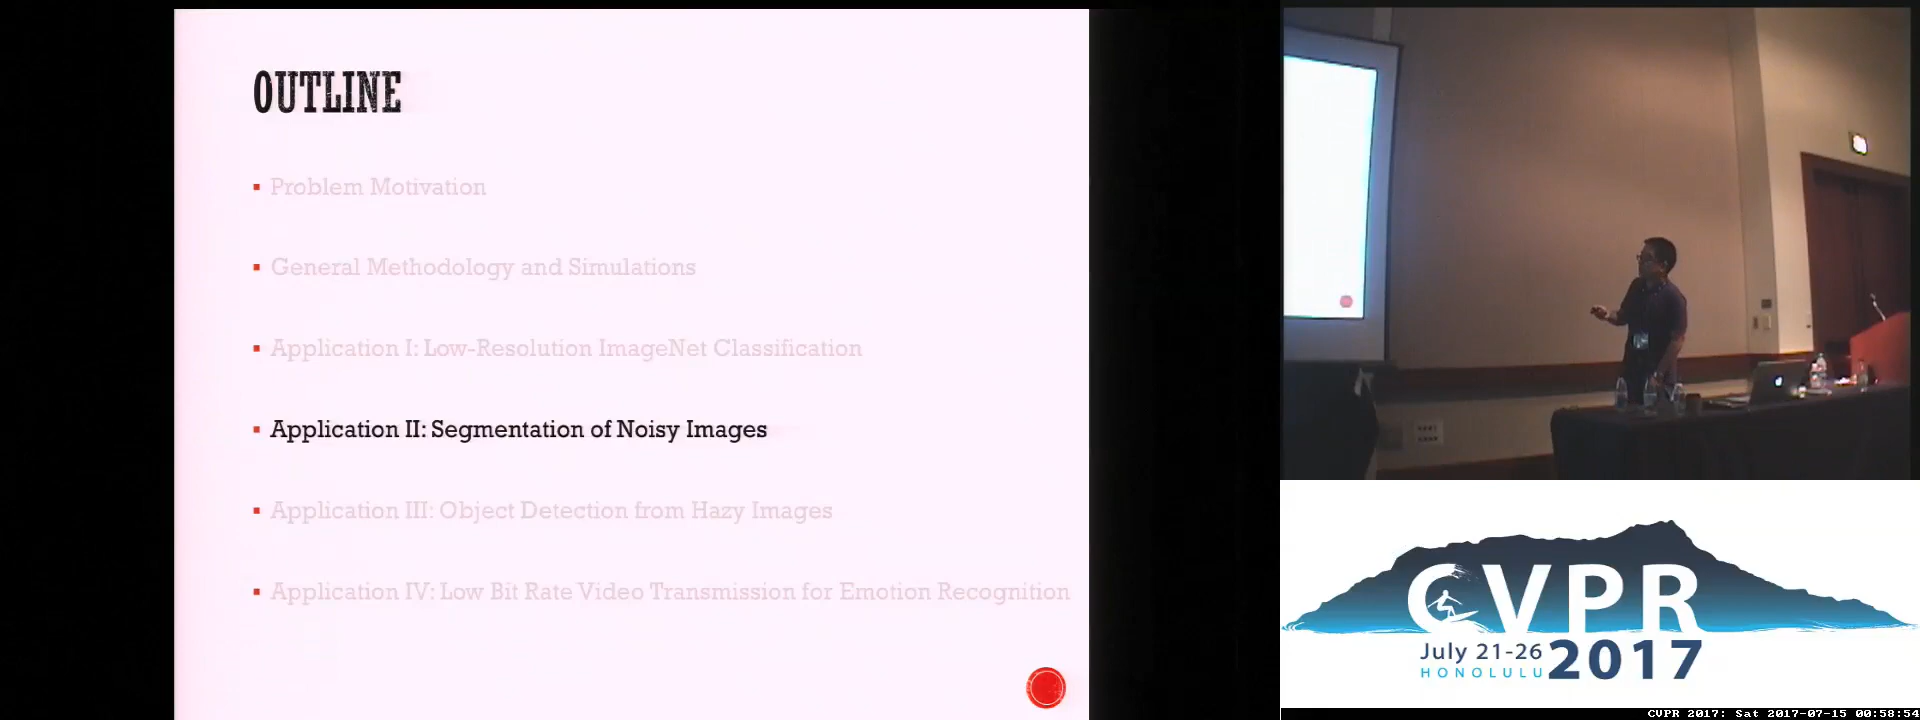 OUTLINE
Problem Motivation
General Methodology and Simulations
Application I: Low-Resolution ImageNet Classification
Application II: Segmentation of Noisy Images
Application III: Object Detection from Hazy Images
Application IV: Low Bit Rate Video Transmission for Emotion Recognition
CVPR
July 21-26
HONOLULU
2017
CVPR 2017: Sat 2017-07-15 00:58:54